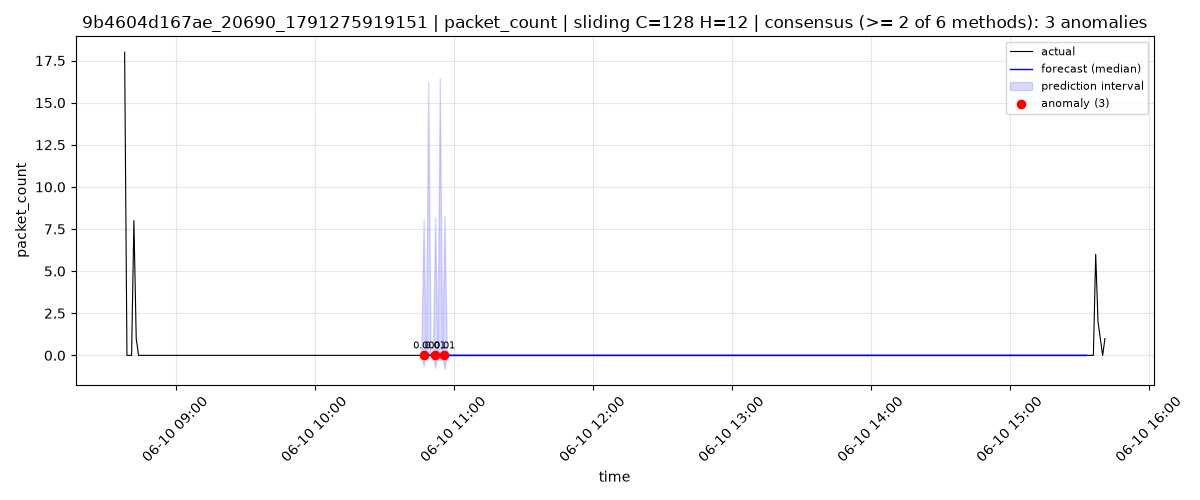 9b4604d167ae_20690_1791275919151 | packet_count | sliding C=128 H=12 | consensus (>= 2 of 6 methods): 3 anomalies
actual
forecast (median)
prediction interval
anomaly (3)
packet_count
17.5
15.0
12.5
10.0
7.5
5.0
2.5
0.0
06-10 09:00
06-10 10:00
06-10 11:00
06-10 12:00
06-10 13:00
06-10 14:00
06-10 15:00
06-10 16:00
time